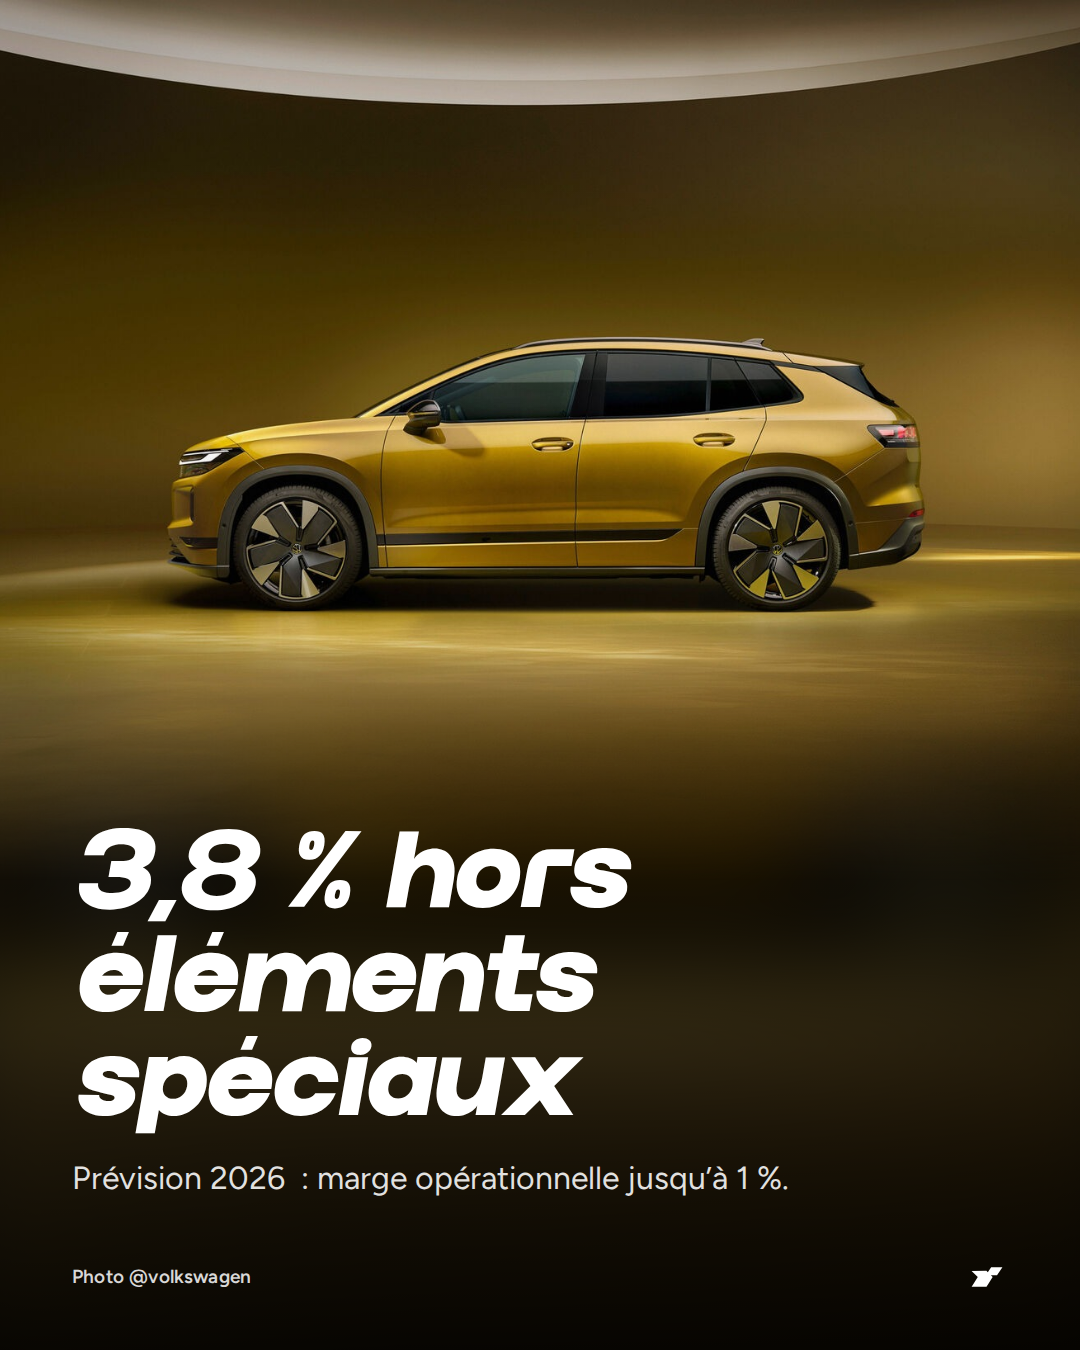 3,8 % hors
éléments
spéciaux
Prévision 2026  : marge opérationnelle jusqu’à 1 %.
Photo @volkswagen